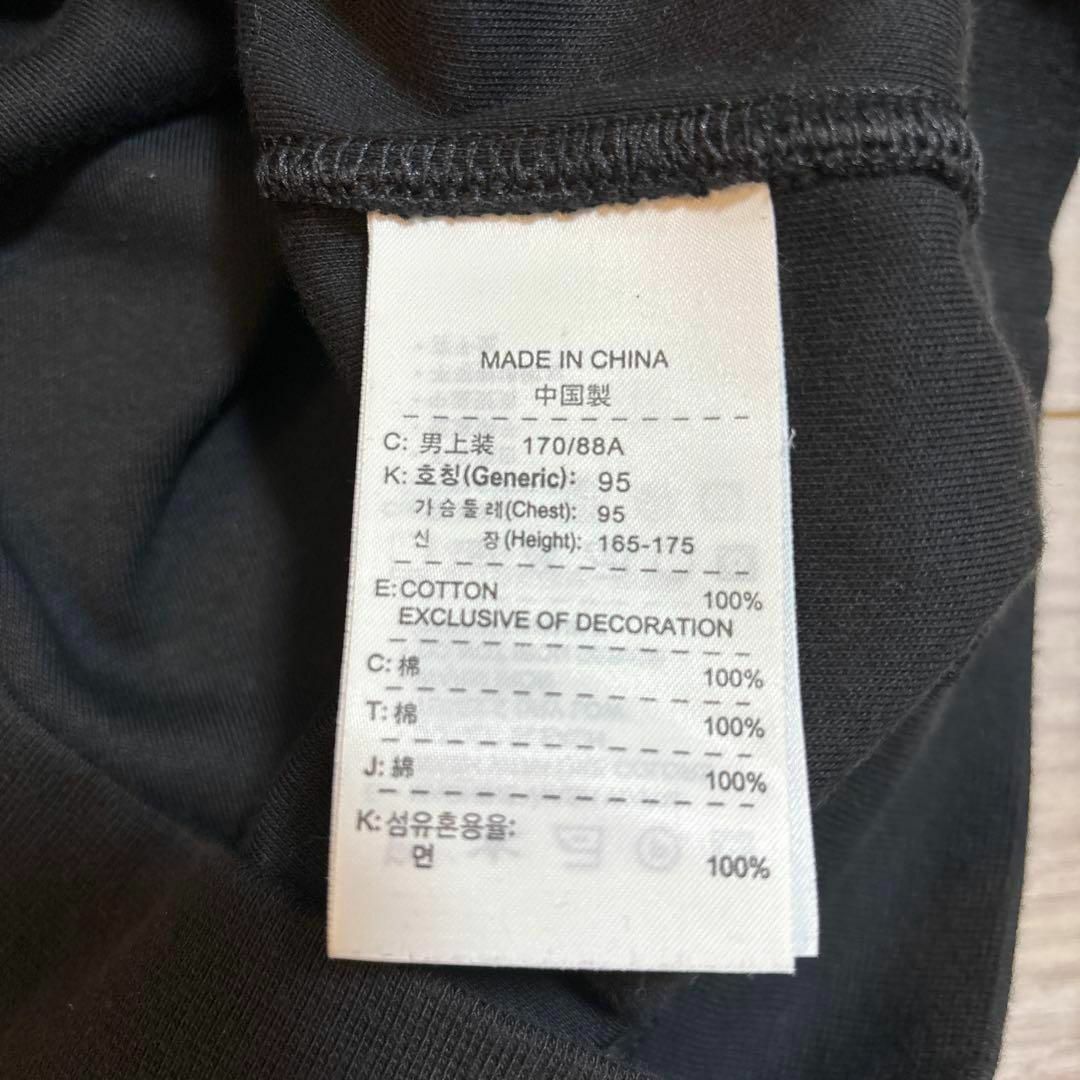 MADE IN CHINA
中国製
C: 男上装 170/88A
K: 호칭(Generic): 95
가슴둘레(Chest): 95
신 장(Height): 165-175
E: COTTON 100%
EXCLUSIVE OF DECORATION
C: 棉 100%
T: 棉 100%
J: 綿 100%
K: 섬유혼용율:
면 100%